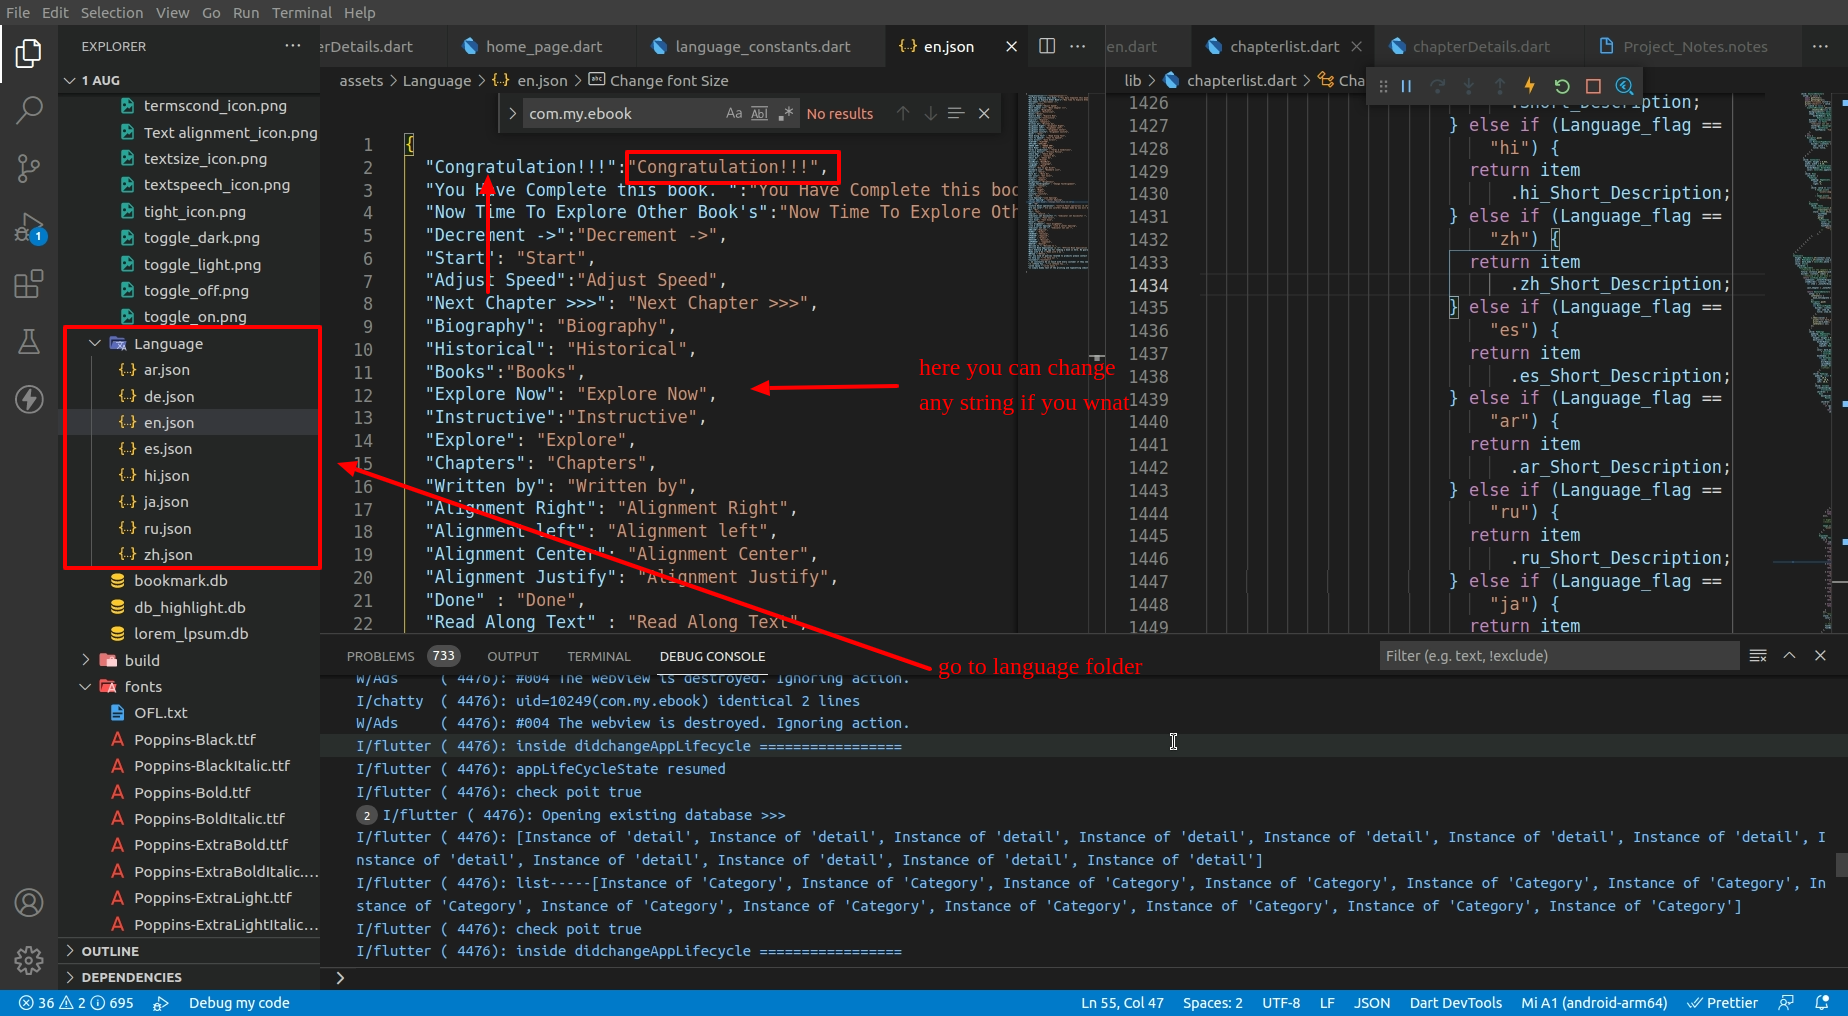 File Edit Selection View Go Run Terminal Help
EXPLORER ···
1 AUG
termscond_icon.png
Text alignment_icon.png
textsize_icon.png
textspeech_icon.png
tight_icon.png
toggle_dark.png
toggle_light.png
toggle_off.png
toggle_on.png
Language
{..} ar.json
{..} de.json
{..} en.json
{..} es.json
{..} hi.json
{..} ja.json
{..} ru.json
{..} zh.json
bookmark.db
db_highlight.db
lorem_lpsum.db
build
fonts
OFL.txt
Poppins-Black.ttf
Poppins-BlackItalic.ttf
Poppins-Bold.ttf
Poppins-BoldItalic.ttf
Poppins-ExtraBold.ttf
Poppins-ExtraBoldItalic....
Poppins-ExtraLight.ttf
Poppins-ExtraLightItalic...
OUTLINE
DEPENDENCIES
1
erDetails.dart home_page.dart language_constants.dart {..} en.json
assets > Language > {..} en.json > abc Change font Size
com.my.ebook Aa Abl .* No results
1 {
2 "Congratulation!!!":"Congratulation!!!",
3 "You Have Complete this book. ":"You Have Complete this boo
4 "Now Time To Explore Other Book's":"Now Time To Explore Oth
5 "Decrement ->":"Decrement ->",
6 "Start": "Start",
7 "Adjust Speed":"Adjust Speed",
8 "Next Chapter >>>": "Next Chapter >>>",
9 "Biography": "Biography",
10 "Historical": "Historical",
11 "Books":"Books",
12 "Explore Now": "Explore Now",
13 "Instructive":"Instructive",
14 "Explore": "Explore",
15 "Chapters": "Chapters",
16 "Written by": "Written by",
17 "Alignment Right": "Alignment Right",
18 "Alignment left": "Alignment left",
19 "Alignment Center": "Alignment Center",
20 "Alignment Justify": "Alignment Justify",
21 "Done" : "Done",
22 "Read Along Text" : "Read Along Text",
here you can change
any string if you wnat
go to language folder
en.dart chapterlist.dart chapterDetails.dart Project_Notes.notes ···
lib > chapterlist.dart > Cha
1426 .Short_Description;
1427 } else if (Language_flag ==
1428 "hi") {
1429 return item
1430 .hi_Short_Description;
1431 } else if (Language_flag ==
1432 "zh") {
1433 return item
1434 .zh_Short_Description;
1435 } else if (Language_flag ==
1436 "es") {
1437 return item
1438 .es_Short_Description;
1439 } else if (Language_flag ==
1440 "ar") {
1441 return item
1442 .ar_Short_Description;
1443 } else if (Language_flag ==
1444 "ru") {
1445 return item
1446 .ru_Short_Description;
1447 } else if (Language_flag ==
1448 "ja") {
1449 return item
PROBLEMS 733 OUTPUT TERMINAL DEBUG CONSOLE Filter (e.g. text, !exclude)
W/Ads ( 4476): #004 The webview is destroyed. Ignoring action.
I/chatty ( 4476): uid=10249(com.my.ebook) identical 2 lines
W/Ads ( 4476): #004 The webview is destroyed. Ignoring action.
I/flutter ( 4476): inside didchangeAppLifecycle =================
I/flutter ( 4476): appLifeCycleState resumed
I/flutter ( 4476): check poit true
2 I/flutter ( 4476): Opening existing database >>>
I/flutter ( 4476): [Instance of 'detail', Instance of 'detail', Instance of 'detail', Instance of 'detail', Instance of 'detail', Instance of 'detail', Instance of 'detail', I
nstance of 'detail', Instance of 'detail', Instance of 'detail', Instance of 'detail', Instance of 'detail']
I/flutter ( 4476): list-----[Instance of 'Category', Instance of 'Category', Instance of 'Category', Instance of 'Category', Instance of 'Category', Instance of 'Category', In
stance of 'Category', Instance of 'Category', Instance of 'Category', Instance of 'Category', Instance of 'Category', Instance of 'Category', Instance of 'Category']
I/flutter ( 4476): check poit true
I/flutter ( 4476): inside didchangeAppLifecycle =================
36 2 695 Debug my code Ln 55, Col 47 Spaces: 2 UTF-8 LF JSON Dart DevTools Mi A1 (android-arm64) Prettier